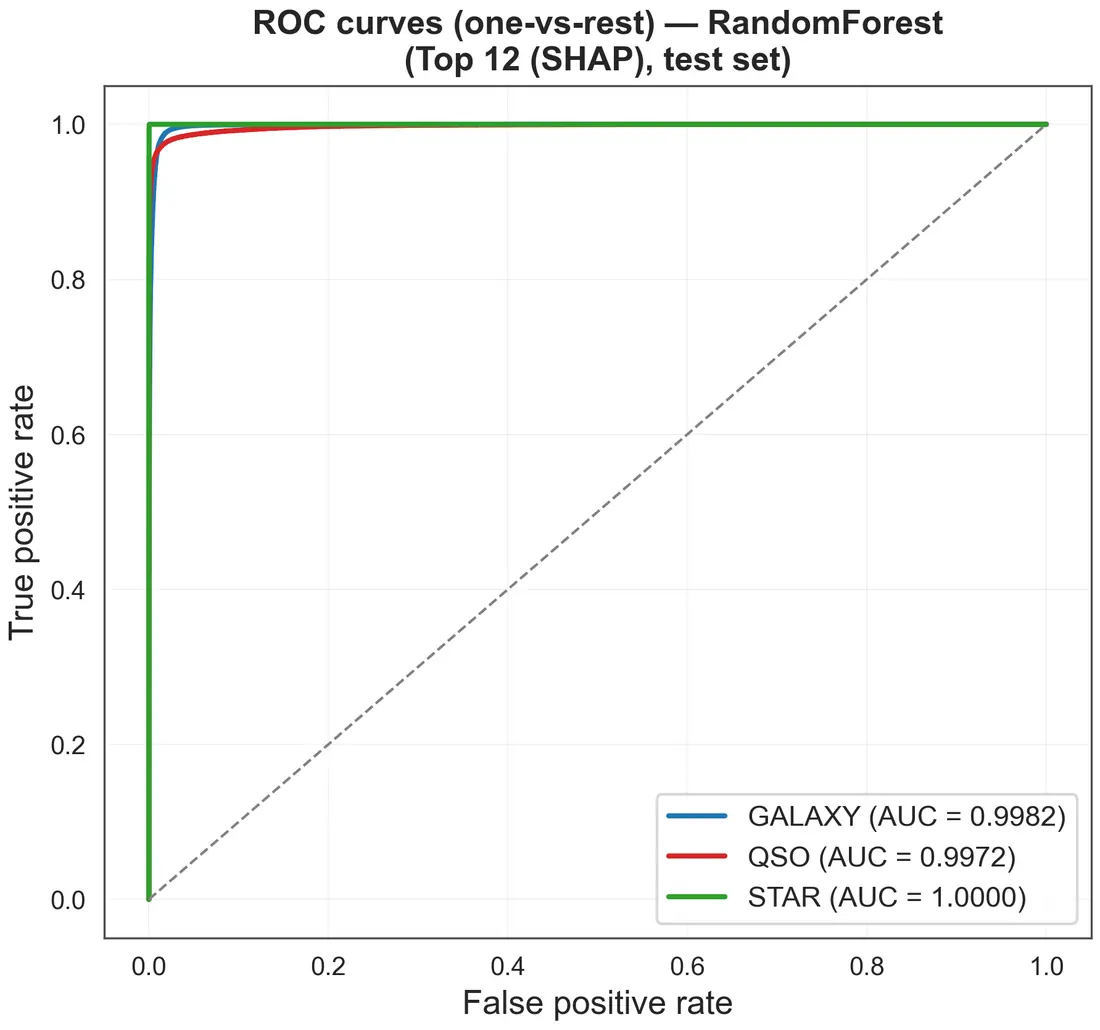 ROC curves (one-vs-rest) — RandomForest
(Top 12 (SHAP), test set)
1.0
0.8
0.6
0.4
0.2
0.0
True positive rate
GALAXY (AUC = 0.9982)
QSO (AUC = 0.9972)
STAR (AUC = 1.0000)
0.0 0.2 0.4 0.6 0.8 1.0
False positive rate